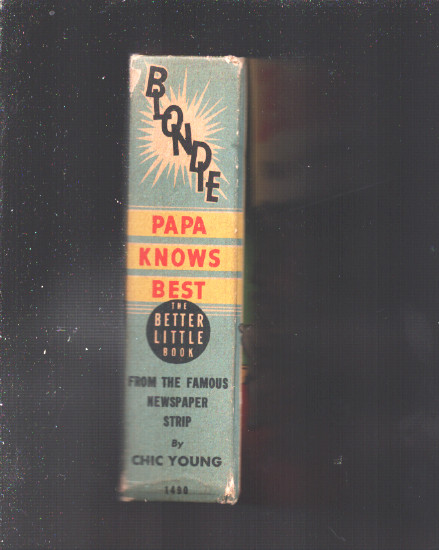 BLONDIE
PAPA
KNOWS
BEST
THE
BETTER
LITTLE
BOOK
FROM THE FAMOUS
NEWSPAPER
STRIP
By
CHIC YOUNG
1490